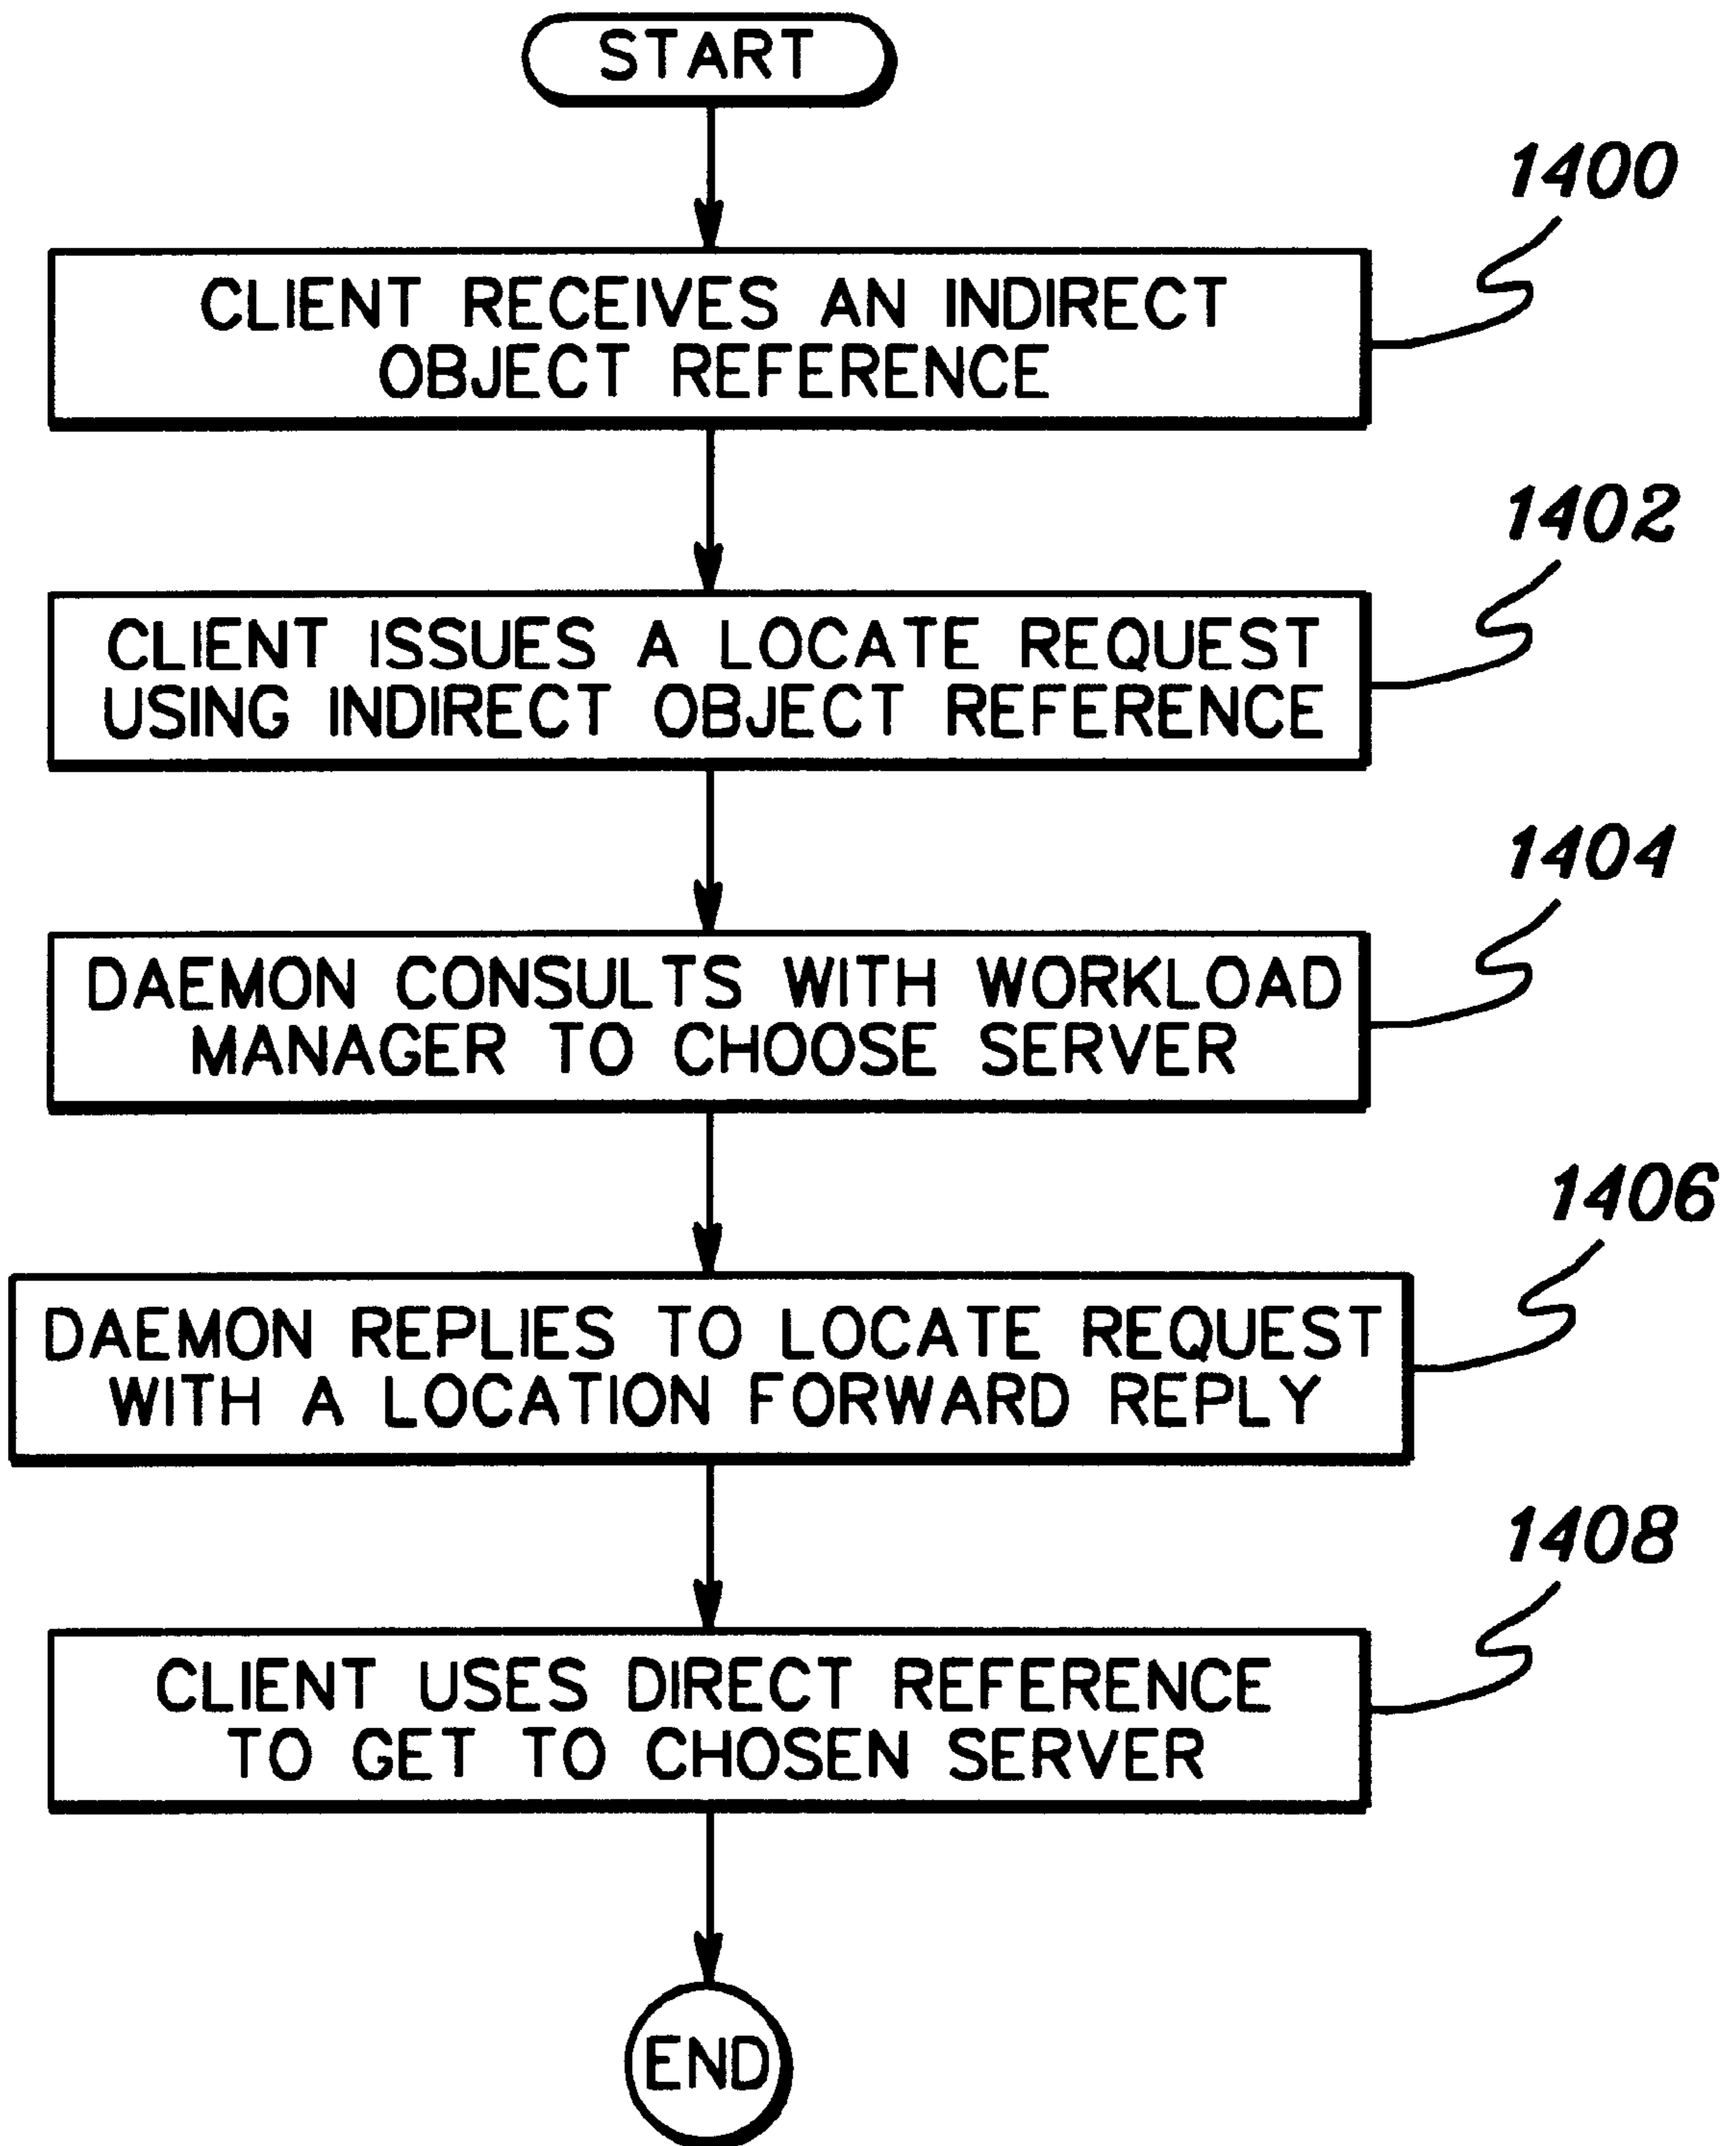 START
1400
CLIENT RECEIVES AN INDIRECT
OBJECT REFERENCE
1402
CLIENT ISSUES A LOCATE REQUEST
USING INDIRECT OBJECT REFERENCE
1404
DAEMON CONSULTS WITH WORKLOAD
MANAGER TO CHOOSE SERVER
1406
DAEMON REPLIES TO LOCATE REQUEST
WITH A LOCATION FORWARD REPLY
1408
CLIENT USES DIRECT REFERENCE
TO GET TO CHOSEN SERVER
END